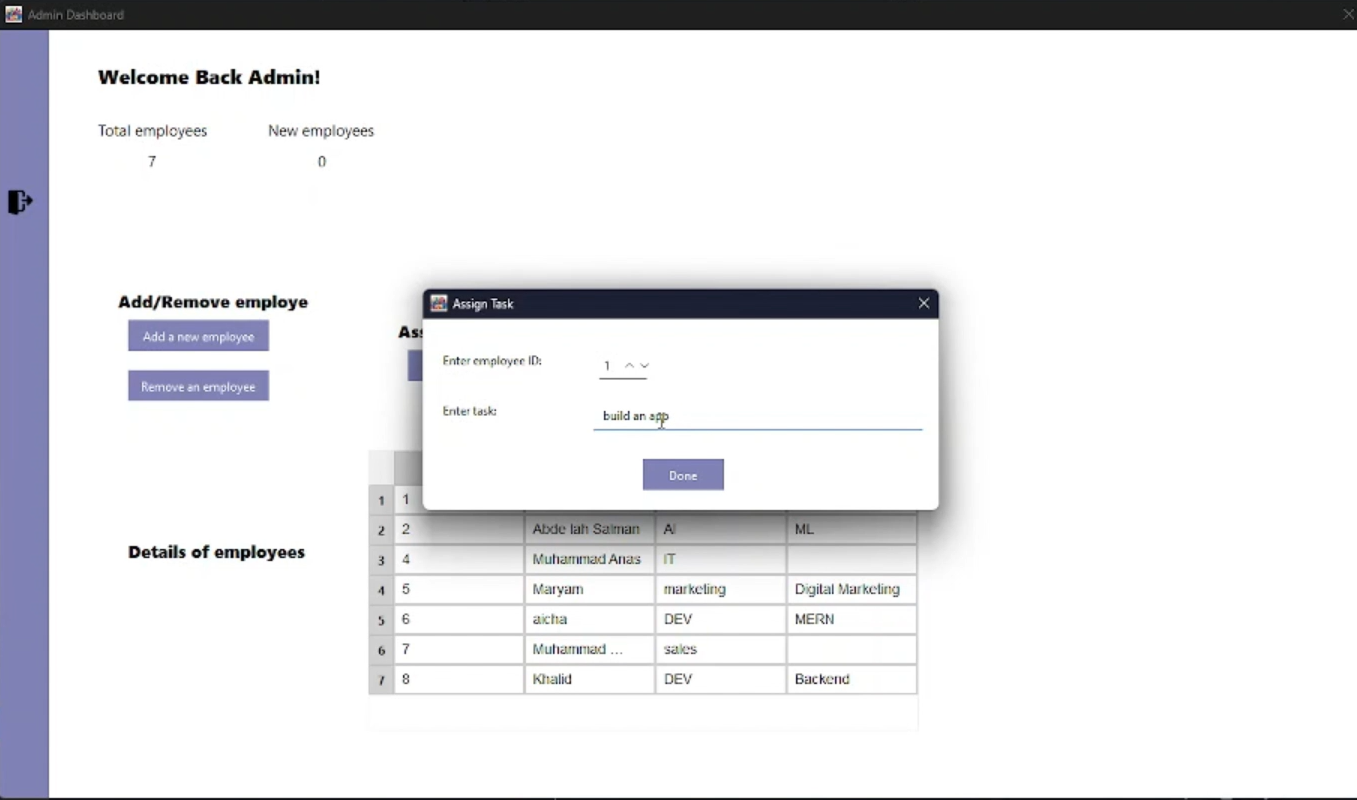 Admin Dashboard
Welcome Back Admin!
Total employees New employees
7 0
Add/Remove employe
Add a new employee
Remove an employee
Assign Task
Enter employee ID: 1
Enter task: build an app
Done
Details of employees
1 1
2 2 Abde lah Salman AI ML
3 4 Muhammad Anas IT
4 5 Maryam marketing Digital Marketing
5 6 aicha DEV MERN
6 7 Muhammad ... sales
7 8 Khalid DEV Backend